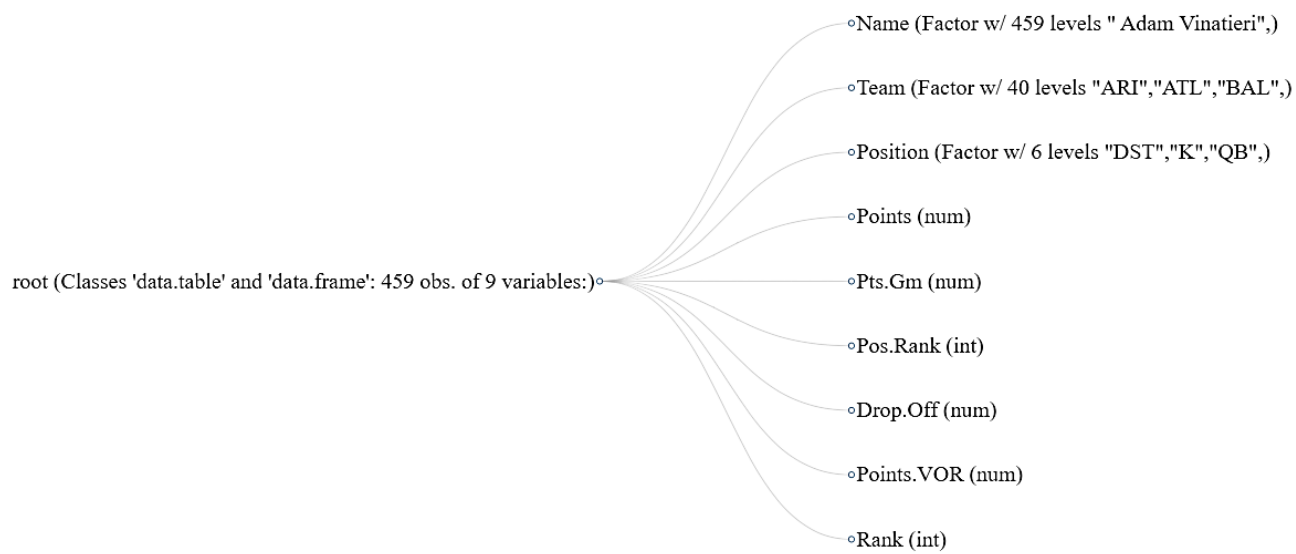 Name (Factor w/ 459 levels " Adam Vinatieri",)
Team (Factor w/ 40 levels "ARI","ATL","BAL",)
Position (Factor w/ 6 levels "DST","K","QB",)
Points (num)
root (Classes 'data.table' and 'data.frame': 459 obs. of 9 variables:)
Pts.Gm (num)
Pos.Rank (int)
Drop.Off (num)
Points.VOR (num)
Rank (int)